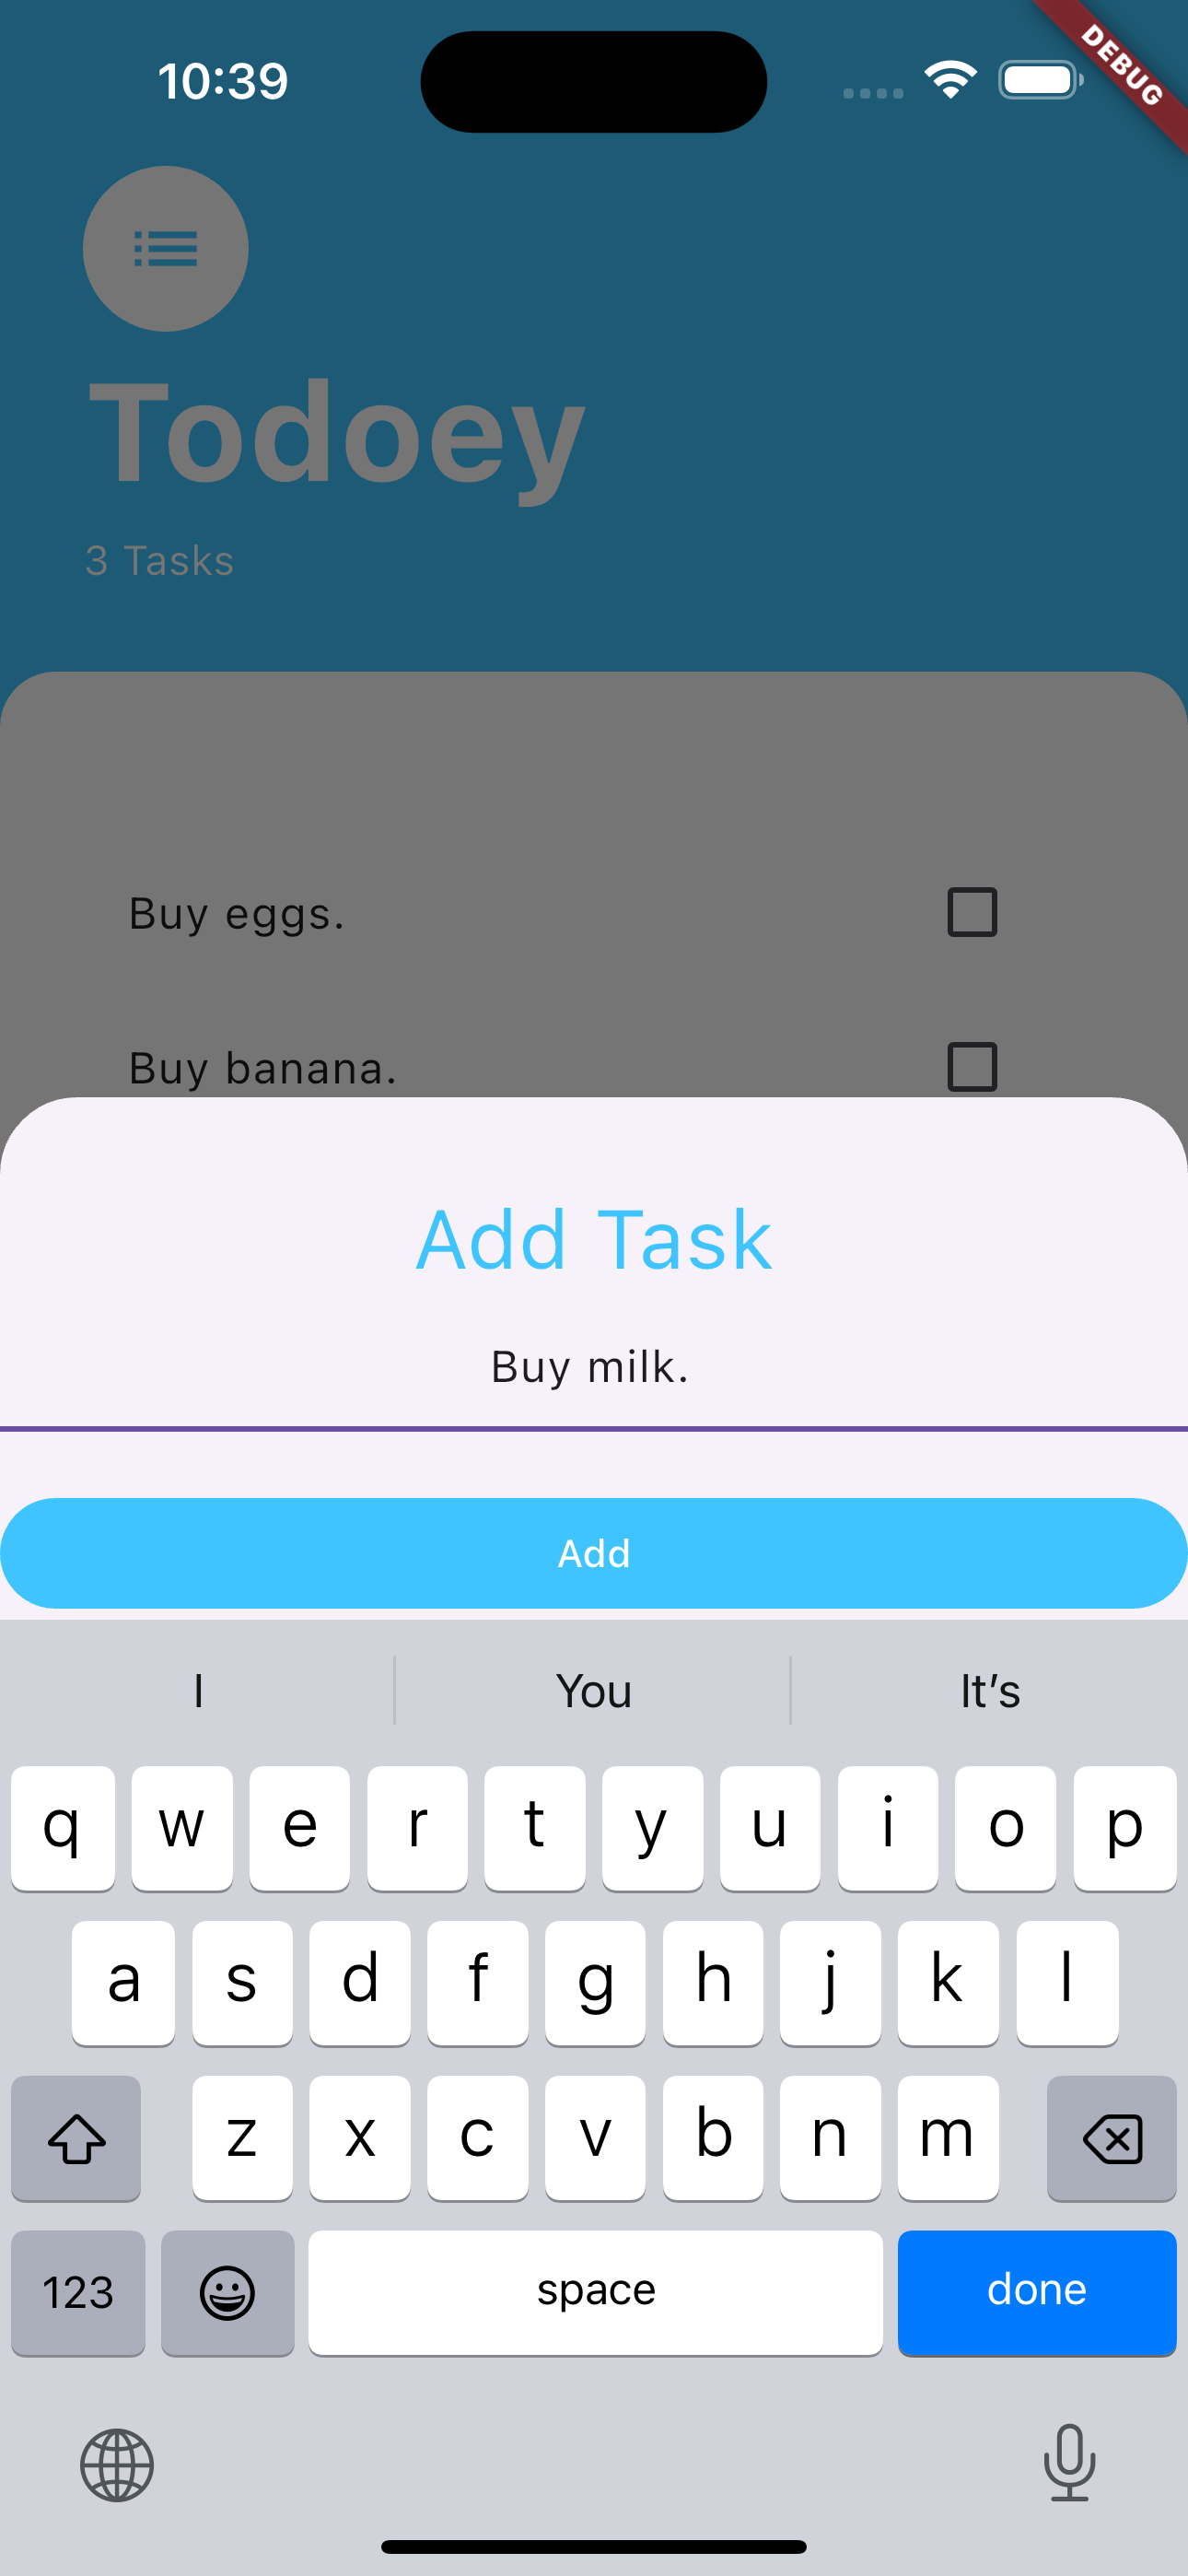 10:39
DEBUG
Todoey
3 Tasks
Buy eggs.
Buy banana.
Add Task
Buy milk.
Add
I You It’s
q w e r t y u i o p
a s d f g h j k l
z x c v b n m
123 space done